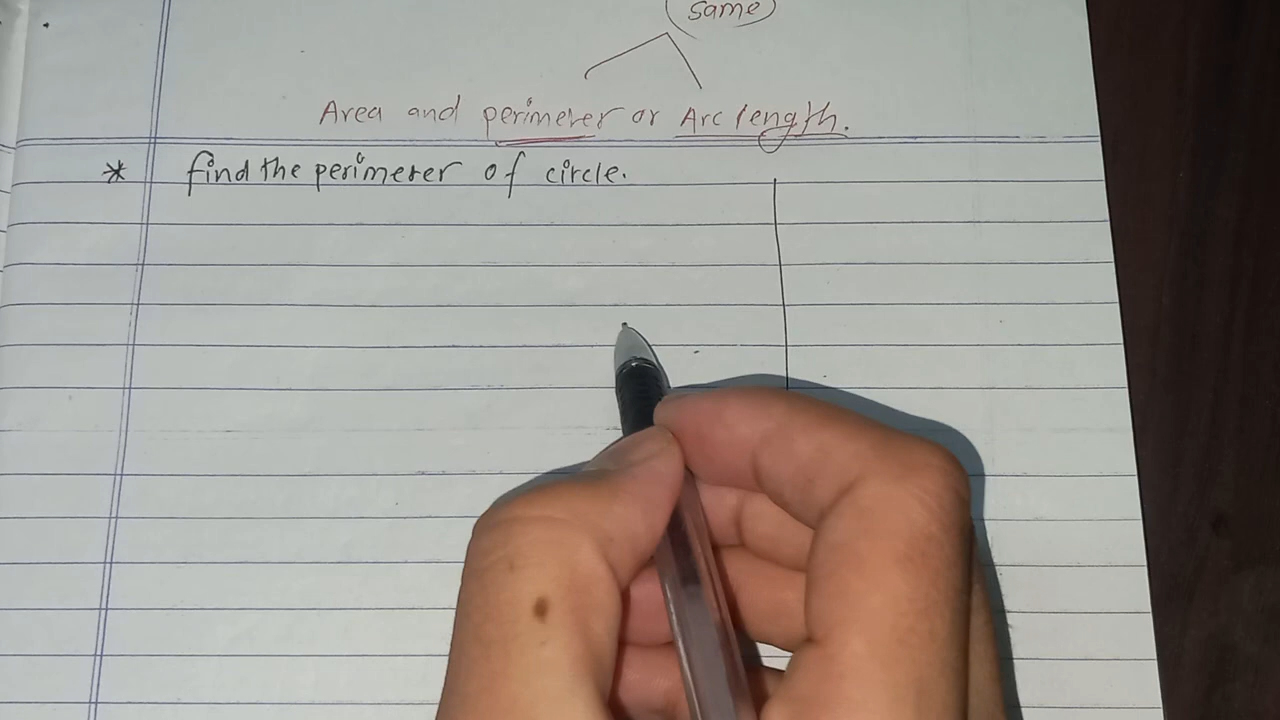 same
Area and perimeter or Arc length.
* find the perimeter of circle.